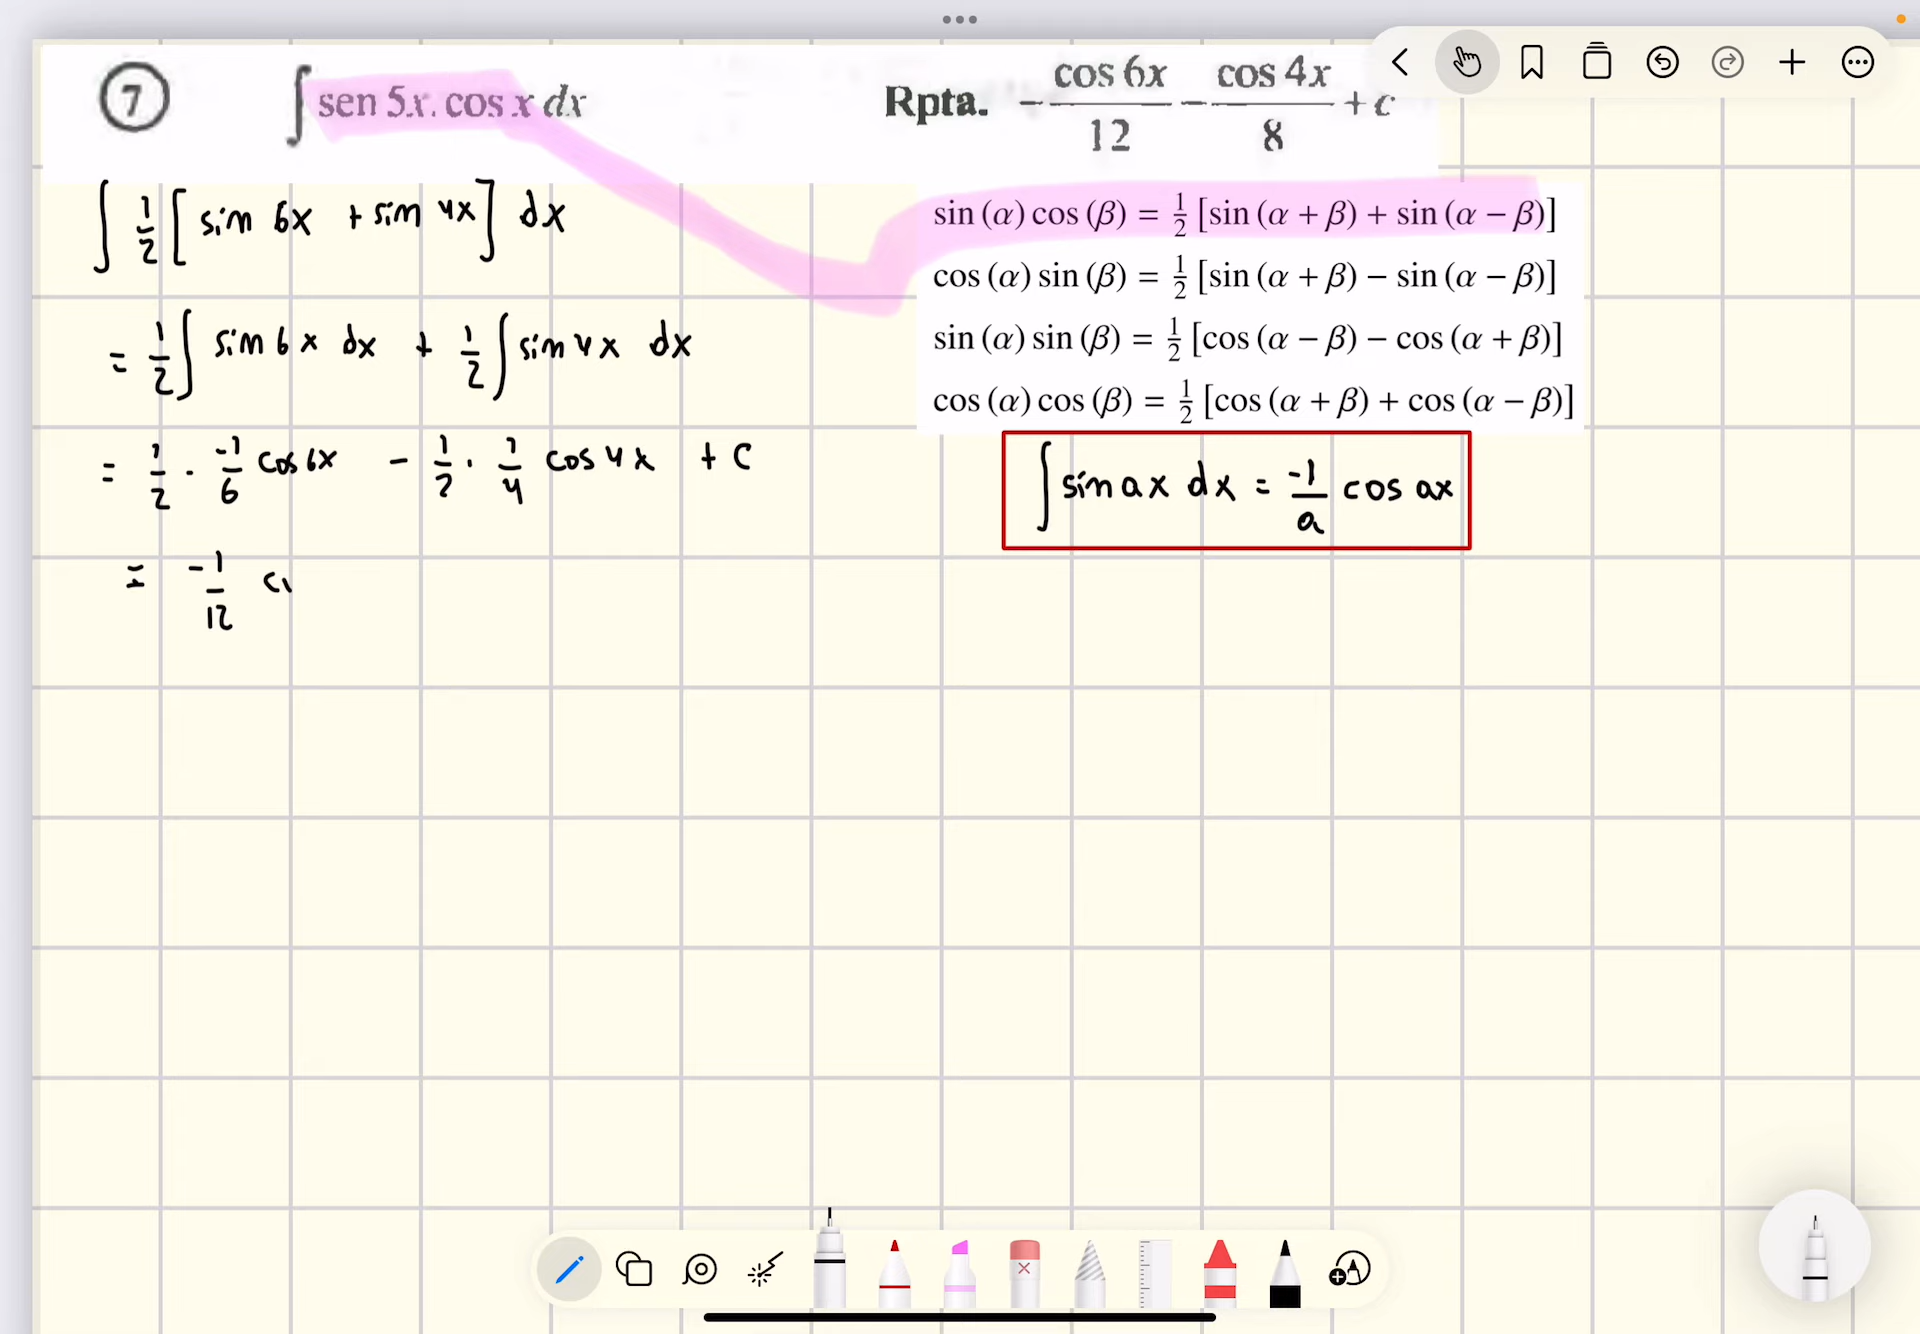 7 ∫ sen 5x. cos x dx Rpta. - cos 6x / 12 - cos 4x / 8 + c
∫ 1/2 [ sin 6x + sin 4x ] dx
= 1/2 ∫ sin 6x dx + 1/2 ∫ sin 4x dx
= 1/2 · -1/6 cos 6x - 1/2 · 1/4 cos 4x + C
= -1/12
sin (α) cos (β) = 1/2 [sin (α + β) + sin (α − β)]
cos (α) sin (β) = 1/2 [sin (α + β) − sin (α − β)]
sin (α) sin (β) = 1/2 [cos (α − β) − cos (α + β)]
cos (α) cos (β) = 1/2 [cos (α + β) + cos (α − β)]
∫ sin ax dx = -1/a cos ax